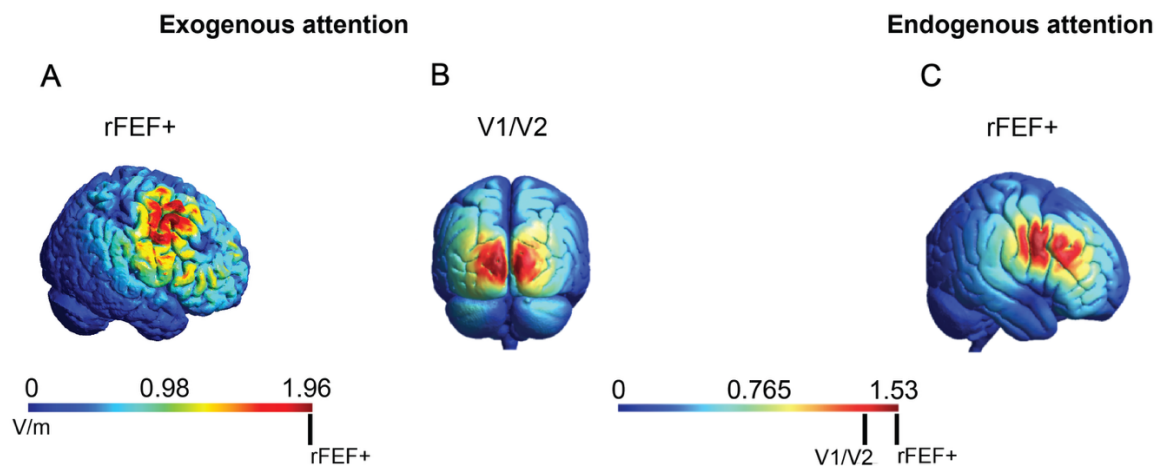 Exogenous attention
Endogenous attention
A
B
C
rFEF+
V1/V2
rFEF+
0 0.98 1.96
V/m
rFEF+
0 0.765 1.53
V1/V2
rFEF+